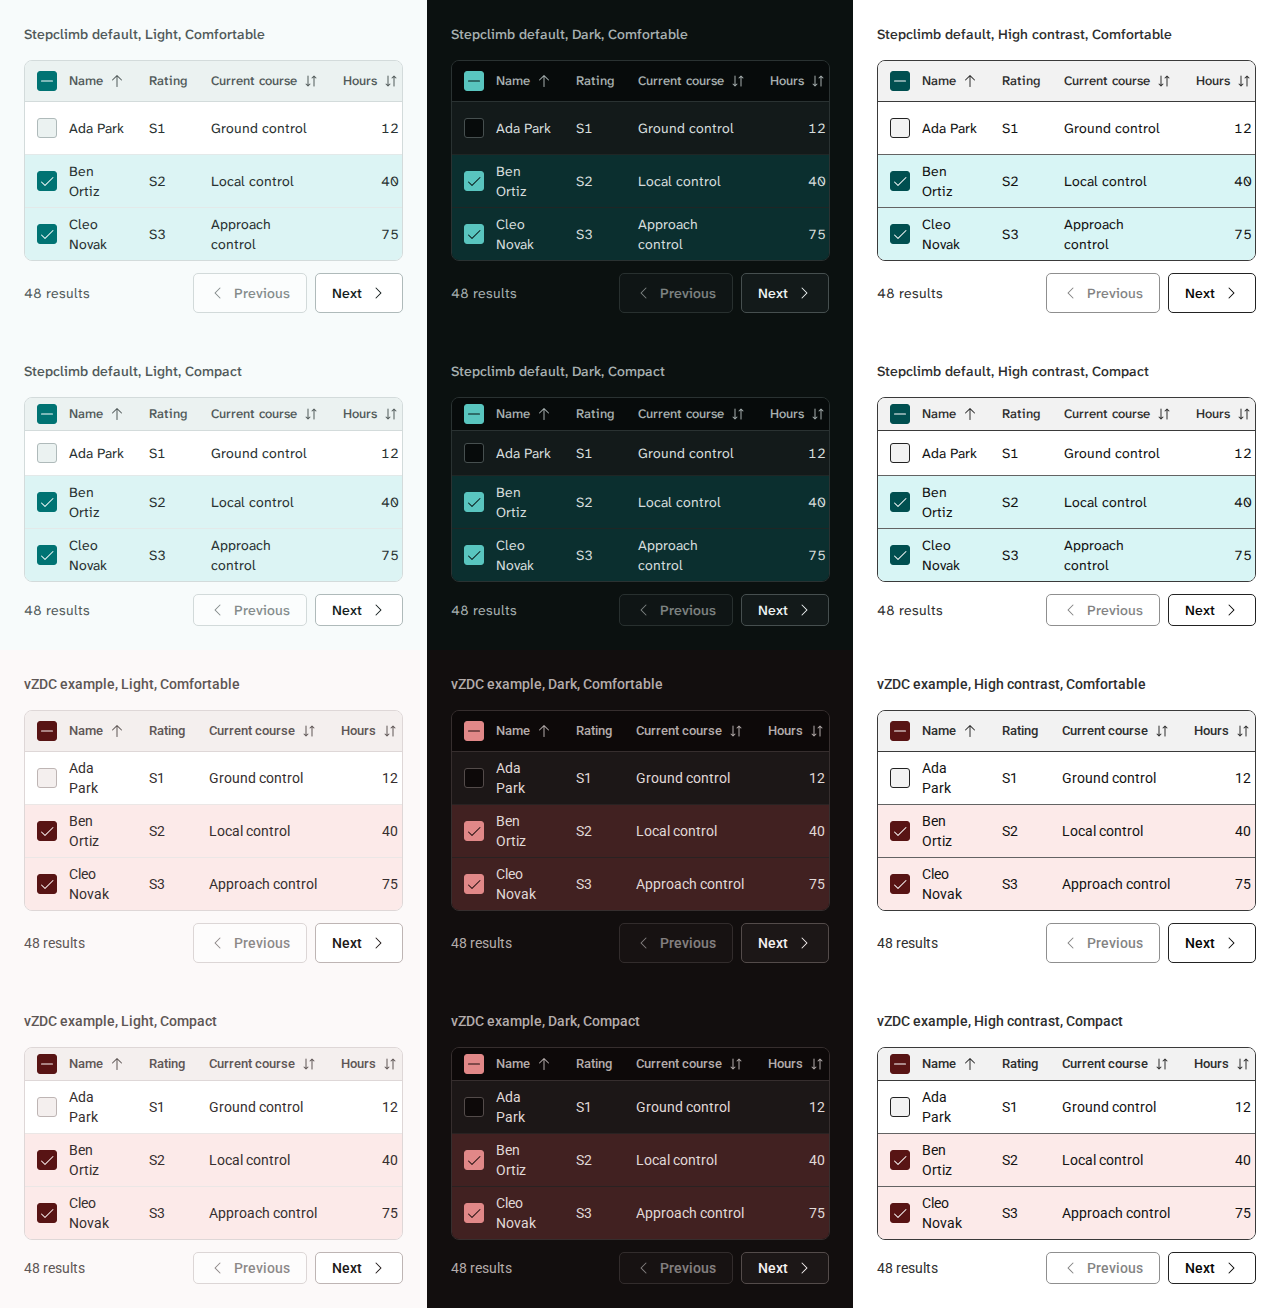 Stepclimb default, Light, Comfortable
Name Rating Current course Hours
Ada Park S1 Ground control 12
Ben
Ortiz S2 Local control 40
Cleo
Novak S3 Approach
control 75
48 results Previous Next
Stepclimb default, Dark, Comfortable
Name Rating Current course Hours
Ada Park S1 Ground control 12
Ben
Ortiz S2 Local control 40
Cleo
Novak S3 Approach
control 75
48 results Previous Next
Stepclimb default, High contrast, Comfortable
Name Rating Current course Hours
Ada Park S1 Ground control 12
Ben
Ortiz S2 Local control 40
Cleo
Novak S3 Approach
control 75
48 results Previous Next
Stepclimb default, Light, Compact
Name Rating Current course Hours
Ada Park S1 Ground control 12
Ben
Ortiz S2 Local control 40
Cleo
Novak S3 Approach
control 75
48 results Previous Next
Stepclimb default, Dark, Compact
Name Rating Current course Hours
Ada Park S1 Ground control 12
Ben
Ortiz S2 Local control 40
Cleo
Novak S3 Approach
control 75
48 results Previous Next
Stepclimb default, High contrast, Compact
Name Rating Current course Hours
Ada Park S1 Ground control 12
Ben
Ortiz S2 Local control 40
Cleo
Novak S3 Approach
control 75
48 results Previous Next
vZDC example, Light, Comfortable
Name Rating Current course Hours
Ada
Park S1 Ground control 12
Ben
Ortiz S2 Local control 40
Cleo
Novak S3 Approach control 75
48 results Previous Next
vZDC example, Dark, Comfortable
Name Rating Current course Hours
Ada
Park S1 Ground control 12
Ben
Ortiz S2 Local control 40
Cleo
Novak S3 Approach control 75
48 results Previous Next
vZDC example, High contrast, Comfortable
Name Rating Current course Hours
Ada
Park S1 Ground control 12
Ben
Ortiz S2 Local control 40
Cleo
Novak S3 Approach control 75
48 results Previous Next
vZDC example, Light, Compact
Name Rating Current course Hours
Ada
Park S1 Ground control 12
Ben
Ortiz S2 Local control 40
Cleo
Novak S3 Approach control 75
48 results Previous Next
vZDC example, Dark, Compact
Name Rating Current course Hours
Ada
Park S1 Ground control 12
Ben
Ortiz S2 Local control 40
Cleo
Novak S3 Approach control 75
48 results Previous Next
vZDC example, High contrast, Compact
Name Rating Current course Hours
Ada
Park S1 Ground control 12
Ben
Ortiz S2 Local control 40
Cleo
Novak S3 Approach control 75
48 results Previous Next